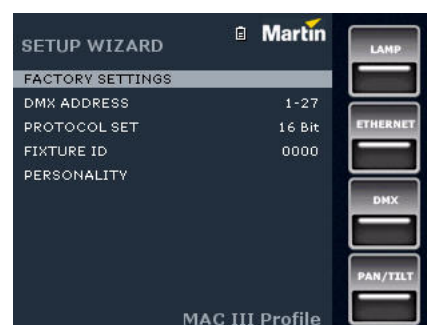 Martin
SETUP WIZARD
FACTORY SETTINGS
DMX ADDRESS 1-27
PROTOCOL SET 16 Bit
FIXTURE ID 0000
PERSONALITY
MAC III Profile
LAMP
ETHERNET
DMX
PAN/TILT